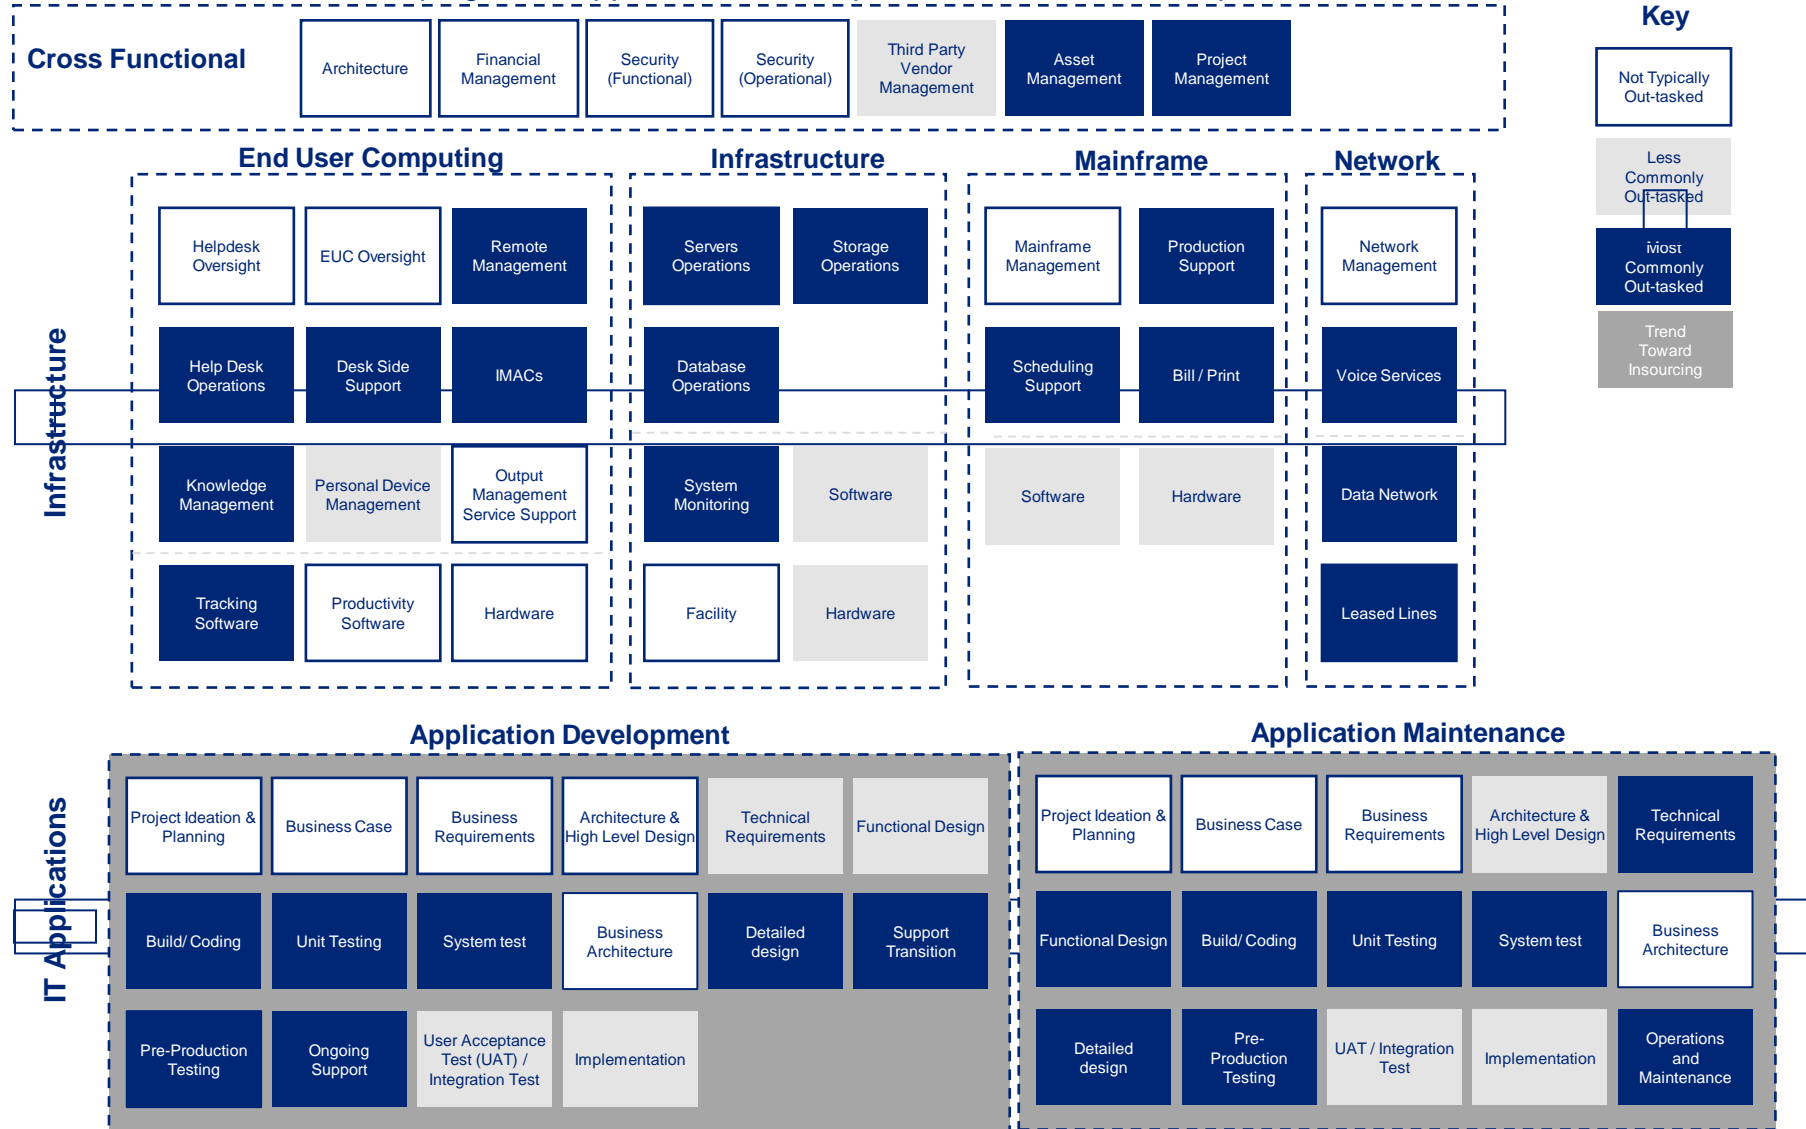 Cross Functional
Architecture
Financial
Management
Security
(Functional)
Security
(Operational)
Third Party
Vendor
Management
Asset
Management
Project
Management
Key
Not Typically
Out-tasked
Less
Commonly
Out-tasked
Most
Commonly
Out-tasked
Trend
Toward
Insourcing
Infrastructure
End User Computing
Helpdesk
Oversight
EUC Oversight
Remote
Management
Help Desk
Operations
Desk Side
Support
IMACs
Knowledge
Management
Personal Device
Management
Output
Management
Service Support
Tracking
Software
Productivity
Software
Hardware
Infrastructure
Servers
Operations
Storage
Operations
Database
Operations
System
Monitoring
Software
Facility
Hardware
Mainframe
Mainframe
Management
Production
Support
Scheduling
Support
Bill / Print
Software
Hardware
Network
Network
Management
Voice Services
Data Network
Leased Lines
IT Applications
Application Development
Project Ideation &
Planning
Business Case
Business
Requirements
Architecture &
High Level Design
Technical
Requirements
Functional Design
Build/ Coding
Unit Testing
System test
Business
Architecture
Detailed
design
Support
Transition
Pre-Production
Testing
Ongoing
Support
User Acceptance
Test (UAT) /
Integration Test
Implementation
Application Maintenance
Project Ideation &
Planning
Business Case
Business
Requirements
Architecture &
High Level Design
Technical
Requirements
Functional Design
Build/ Coding
Unit Testing
System test
Business
Architecture
Detailed
design
Pre-
Production
Testing
UAT / Integration
Test
Implementation
Operations
and
Maintenance